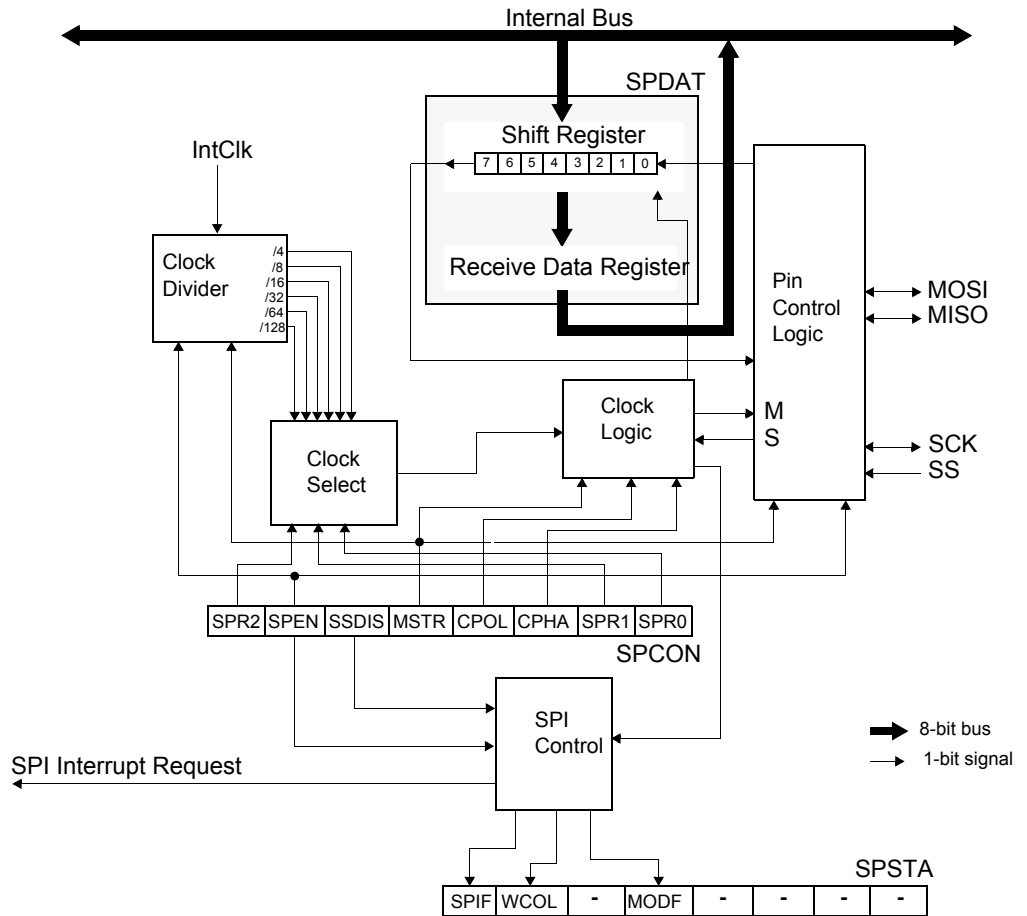 Internal Bus
SPDAT
Shift Register
7 6 5 4 3 2 1 0
IntClk
Clock
Divider
/4
/8
/16
/32
/64
/128
Receive Data Register
Pin
Control
Logic
MOSI
MISO
Clock
Logic
M
S
SCK
SS
Clock
Select
SPR2 SPEN SSDIS MSTR CPOL CPHA SPR1 SPR0
SPCON
SPI
Control
8-bit bus
1-bit signal
SPI Interrupt Request
SPSTA
SPIF WCOL - MODF - - - -